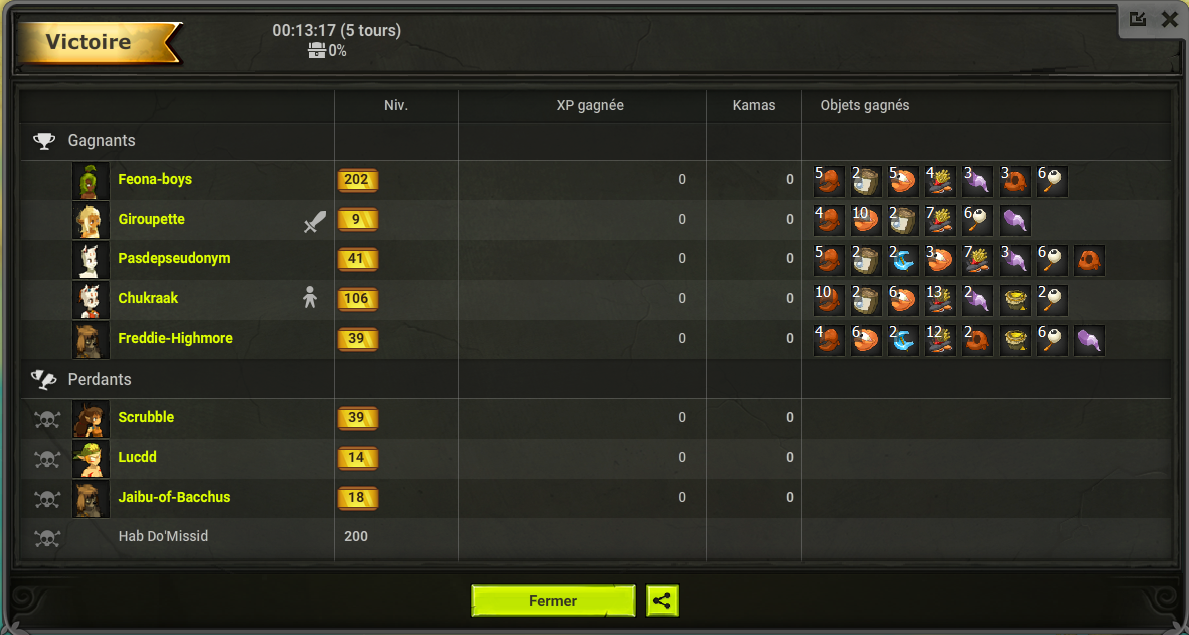 Victoire
00:13:17 (5 tours)
0%
Niv. XP gagnée Kamas Objets gagnés
Gagnants
Feona-boys 202 0 0 5 2 5 4 3 3 6
Giroupette 9 0 0 4 10 2 7 6
Pasdepseudonym 41 0 0 5 2 2 3 7 3 6
Chukraak 106 0 0 10 2 6 13 2 2
Freddie-Highmore 39 0 0 4 6 2 12 2 6
Perdants
Scrubble 39 0 0
Lucdd 14 0 0
Jaibu-of-Bacchus 18 0 0
Hab Do'Missid 200
Fermer